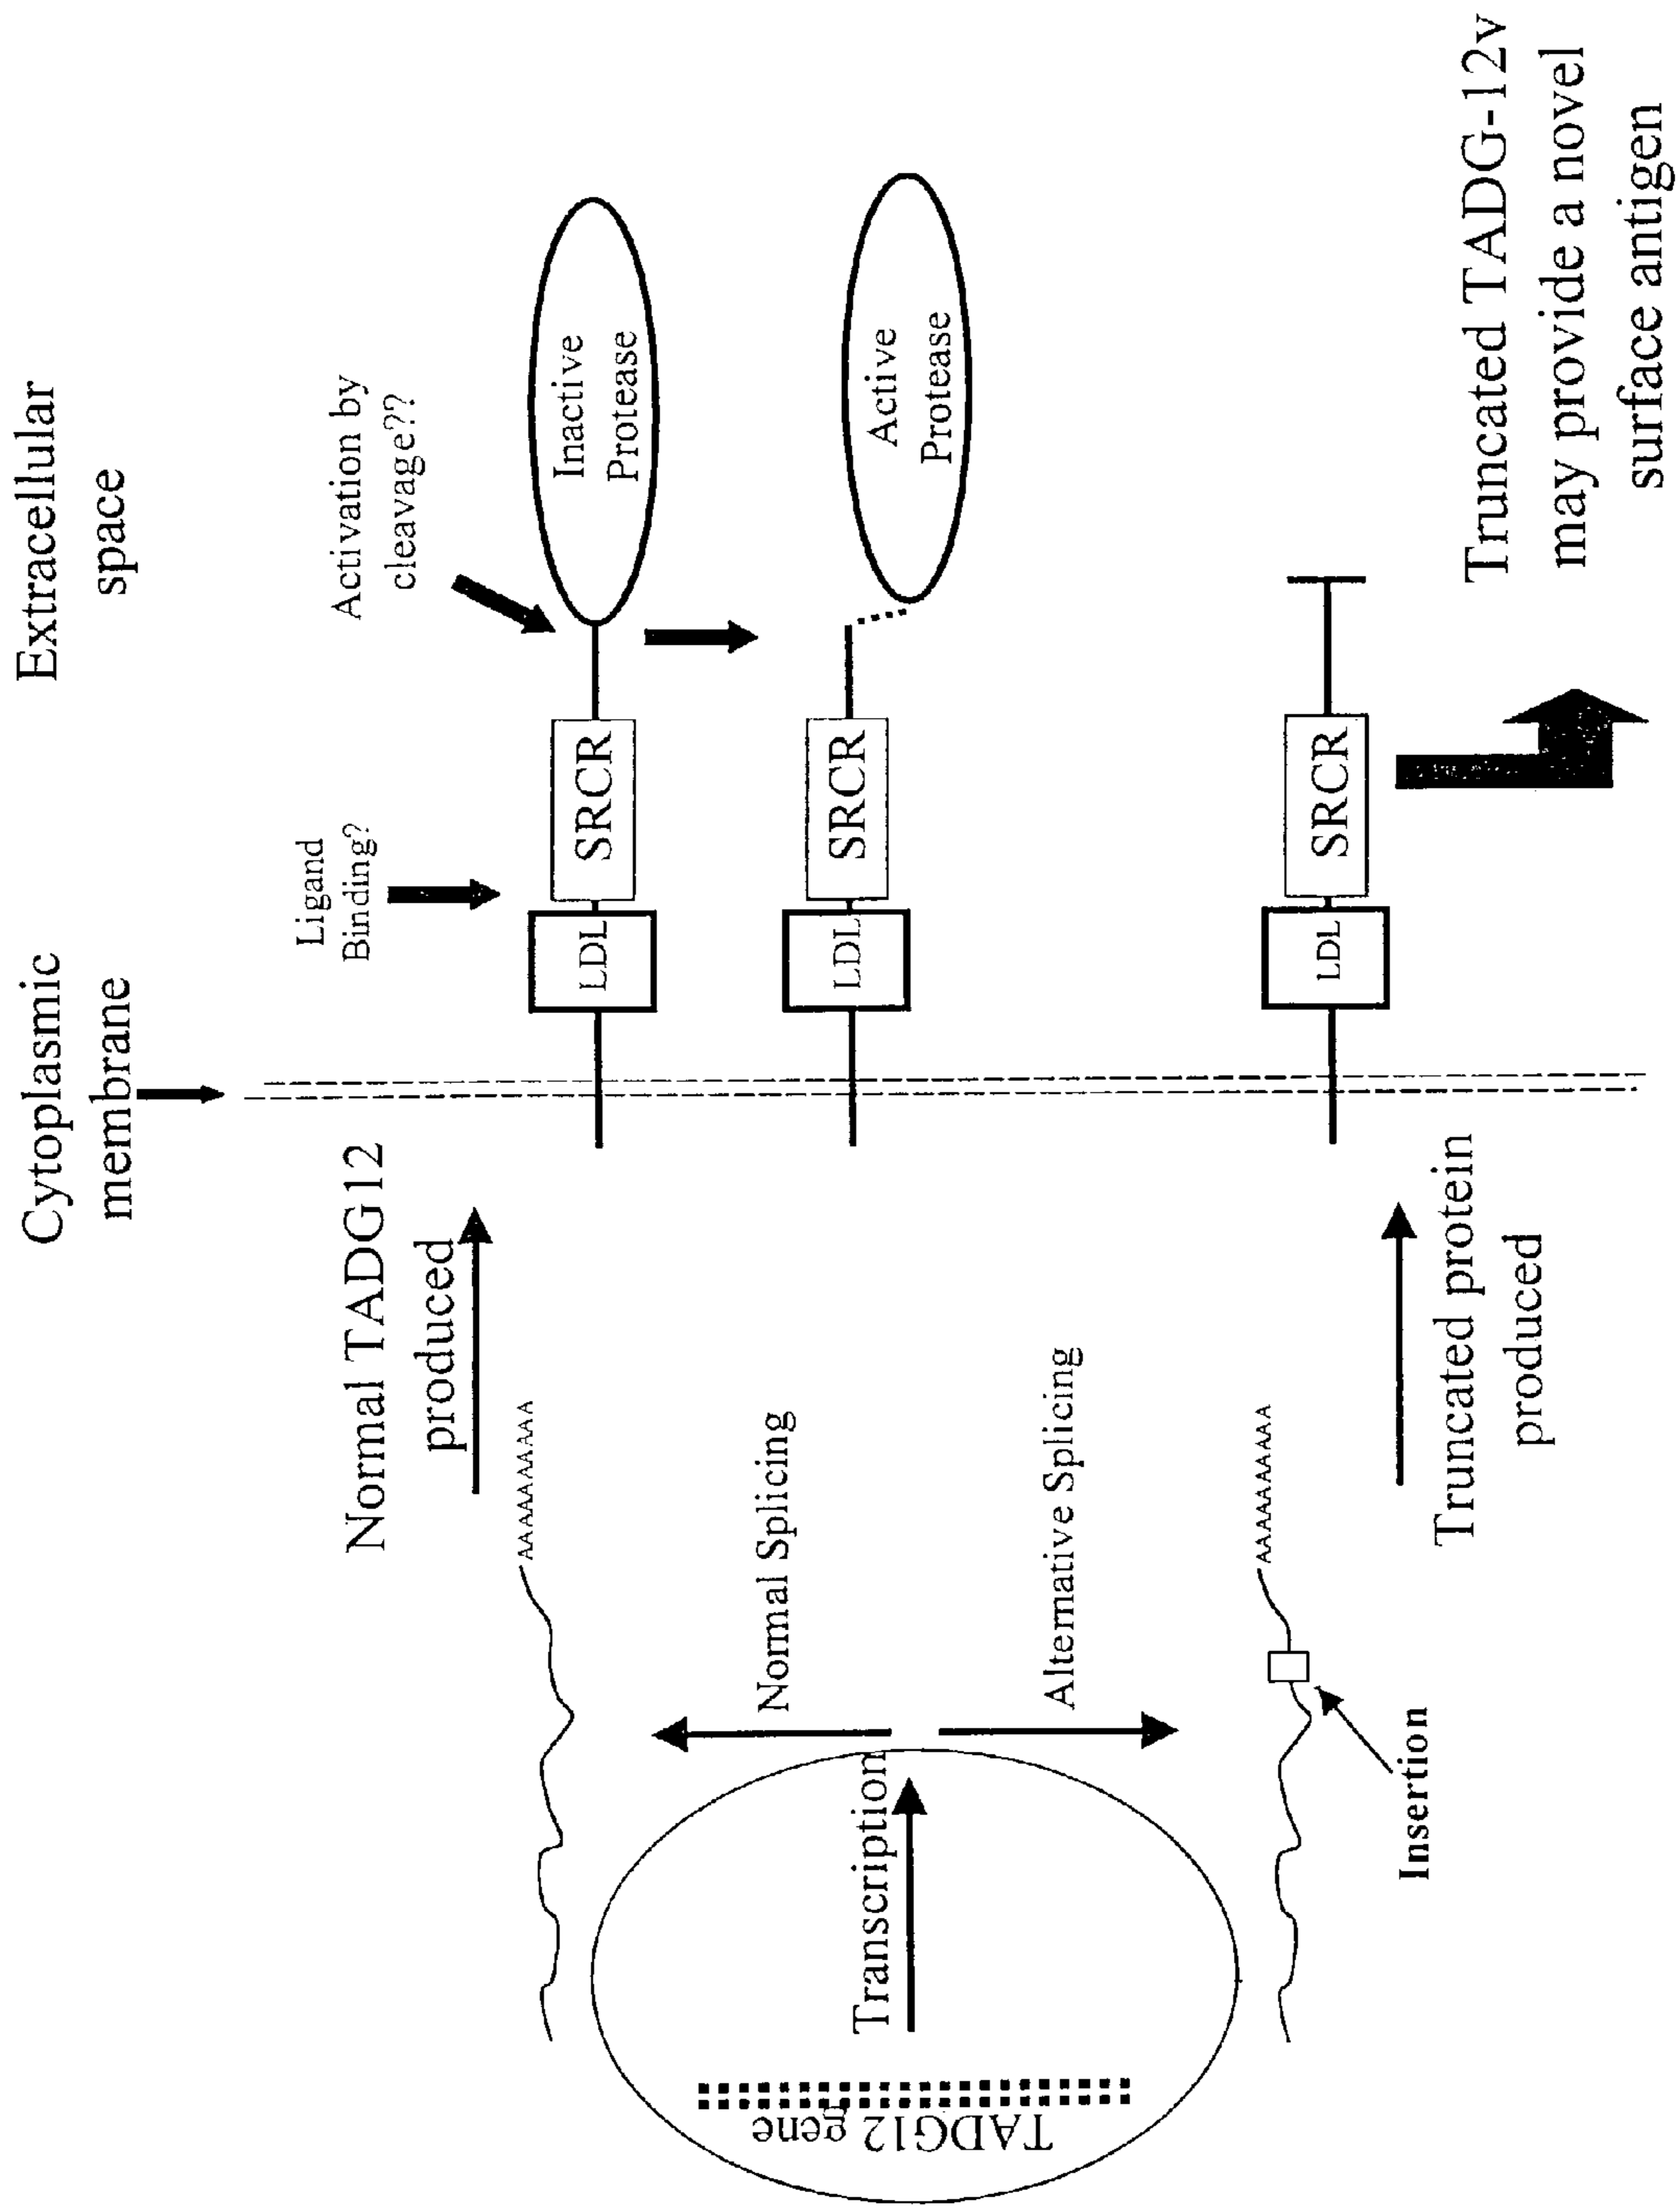 Cytoplasmic
membrane
Extracellular
space
Normal TADG12
produced
Ligand
Binding?
Activation by
cleavage??
AAAAAAAAA
LDL
SRCR
Inactive
Protease
Normal Splicing
LDL
SRCR
Active
Protease
TADG12 gene
Transcription
Alternative Splicing
AAAAAAAAA
LDL
SRCR
Insertion
Truncated protein
produced
Truncated TADG-12v
may provide a novel
surface antigen